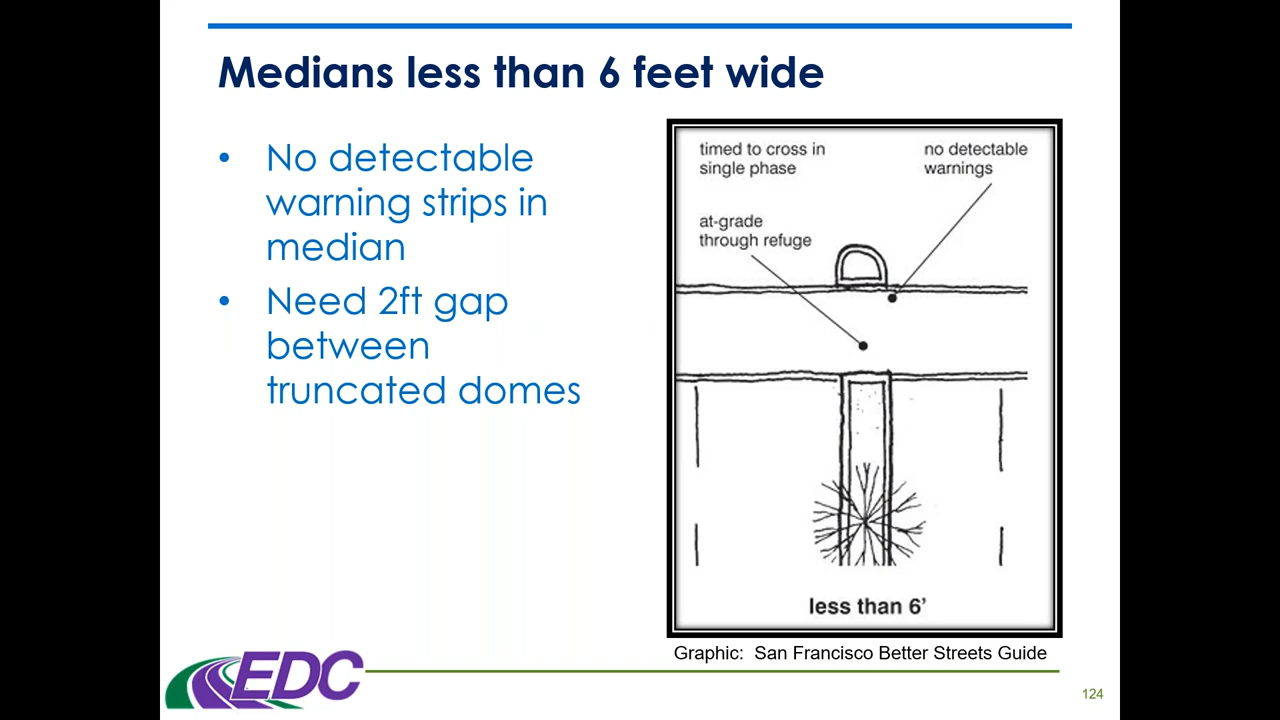 Medians less than 6 feet wide
• No detectable
warning strips in
median
• Need 2ft gap
between
truncated domes
timed to cross in
single phase
no detectable
warnings
at-grade
through refuge
less than 6'
Graphic: San Francisco Better Streets Guide
EDC
124